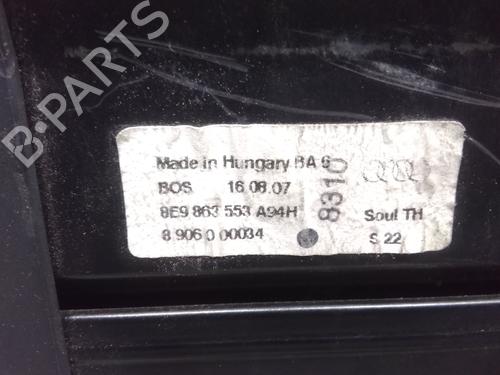 B-PARTS
Made in Hungary BA 6
BOS 16.08.07
8E9 863 553 A94H Soul TH
8 906 0 00034 S 22
8310